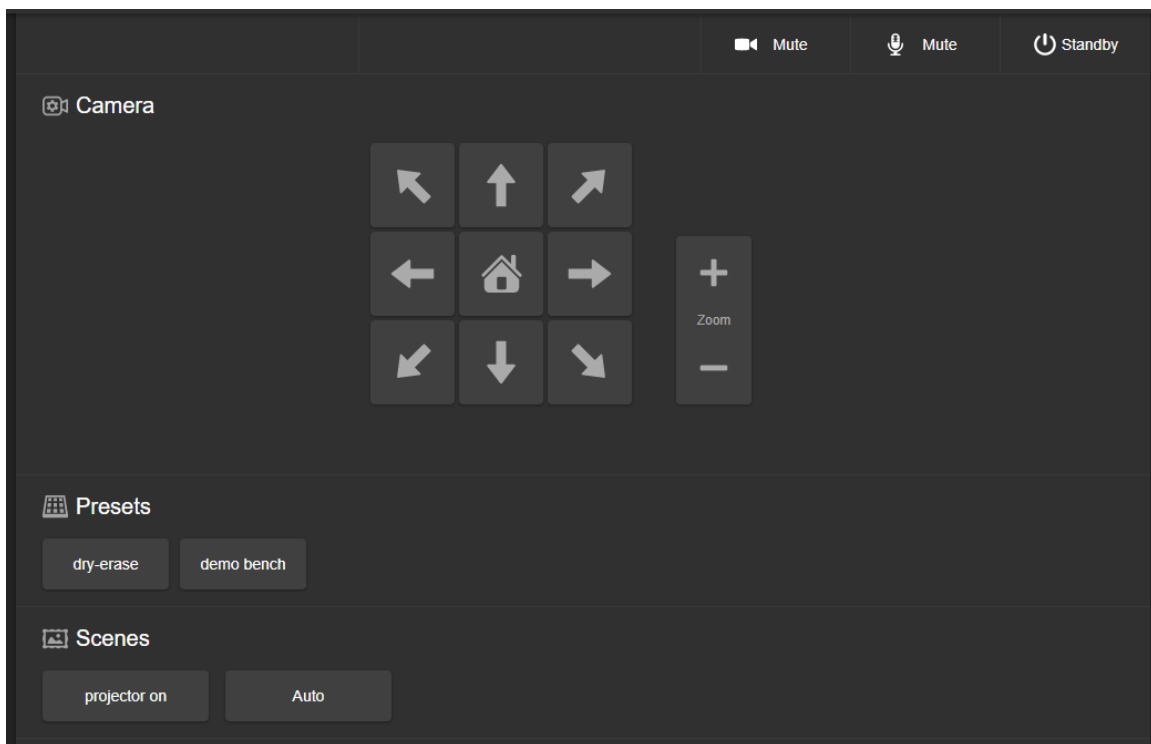 Mute Mute Standby
Camera
Zoom
Presets
dry-erase demo bench
Scenes
projector on Auto